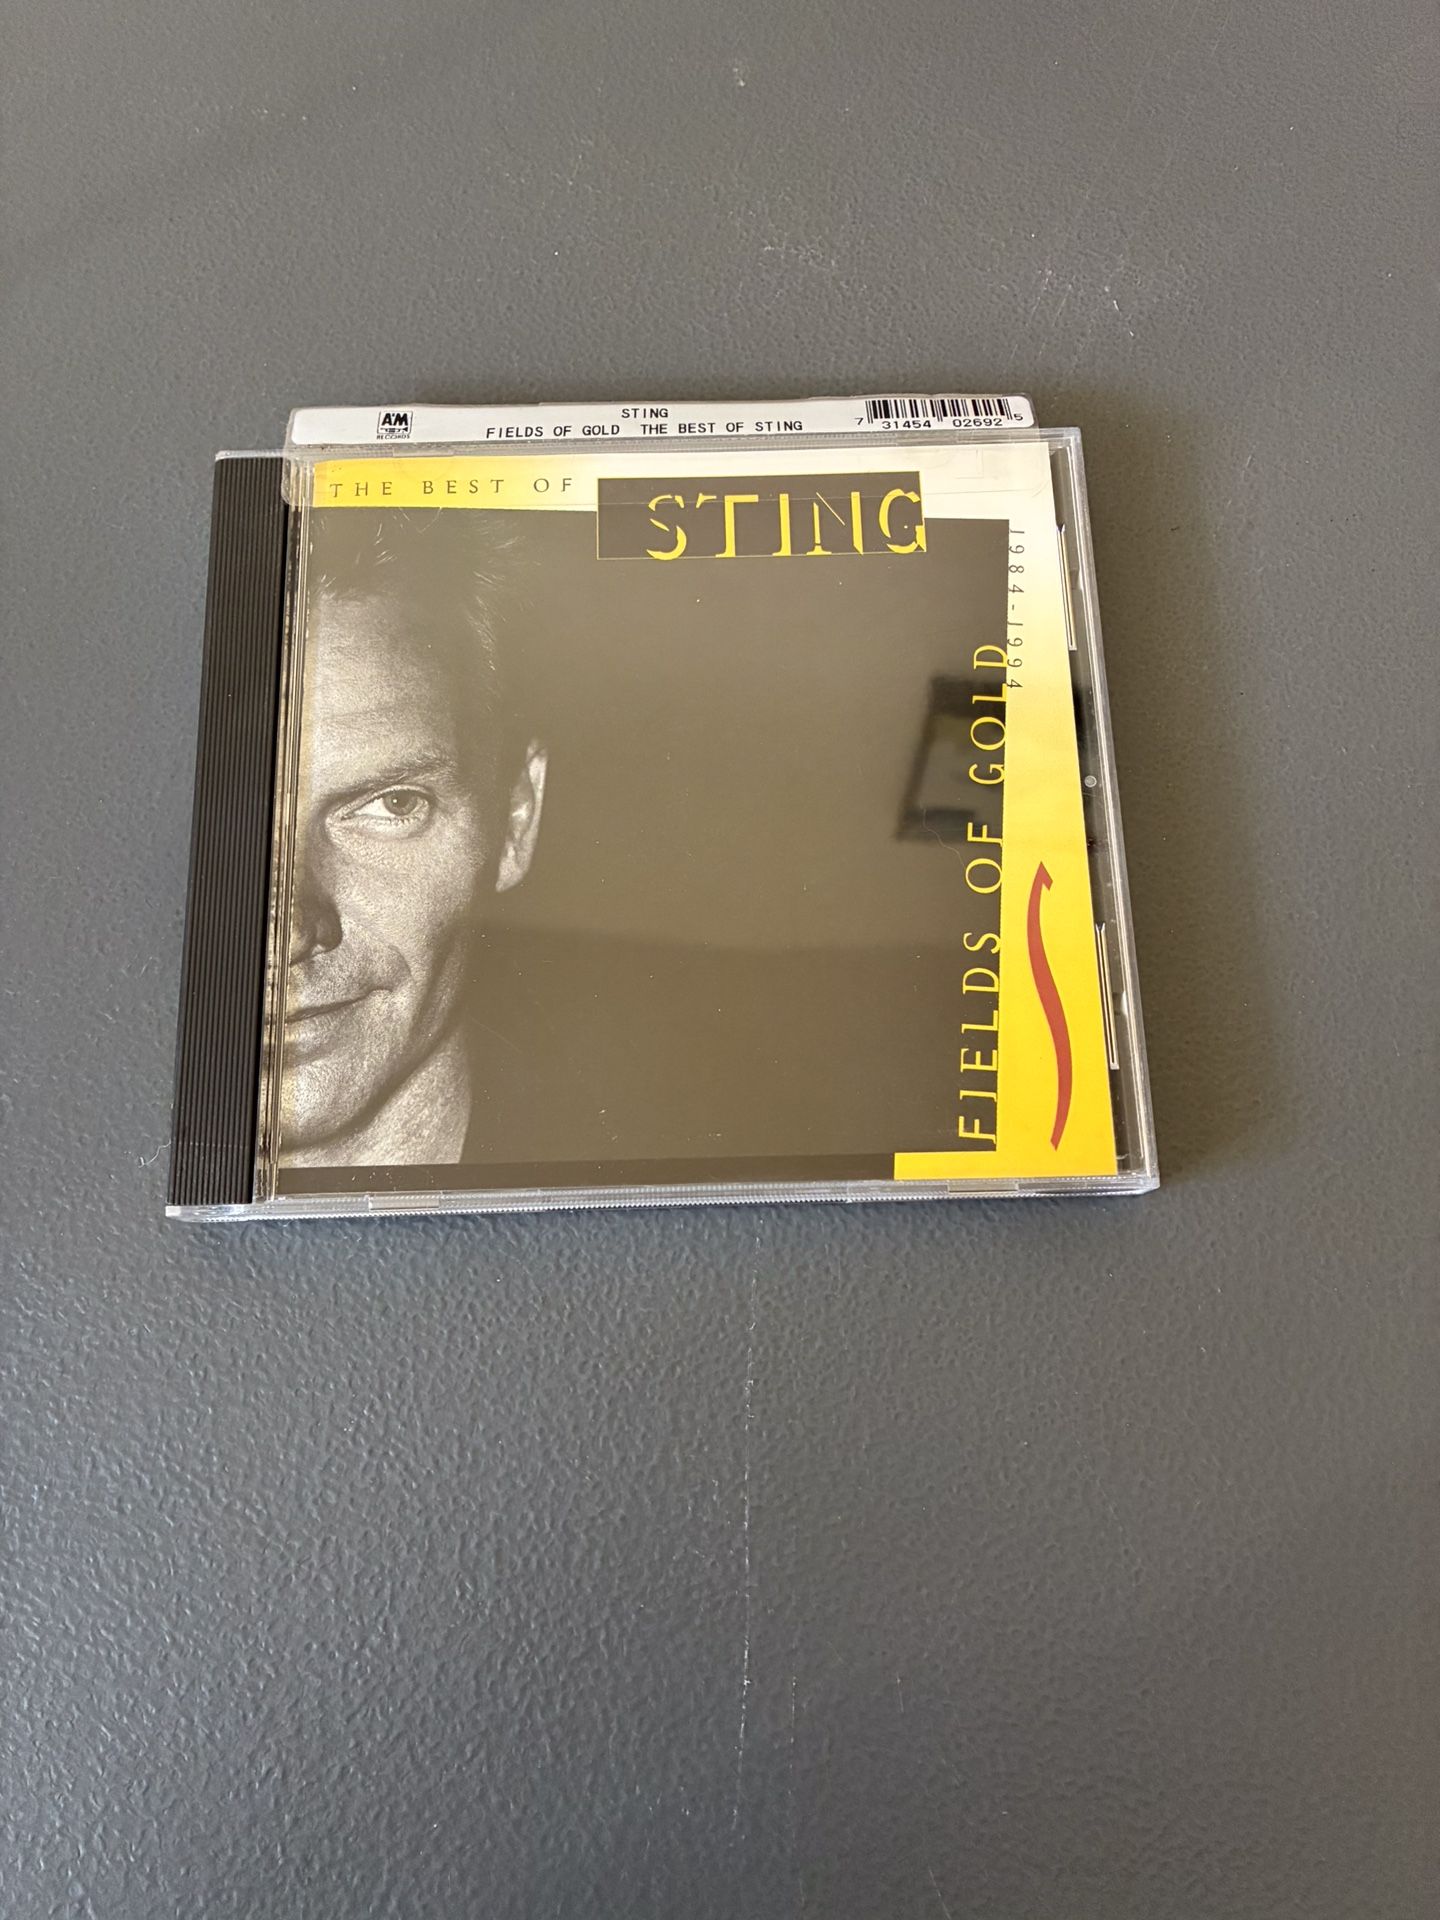 A&M
RECORDS
STING
FIELDS OF GOLD THE BEST OF STING
7 31454 02692 5
THE BEST OF
STING
1984-1994
FIELDS OF GOLD